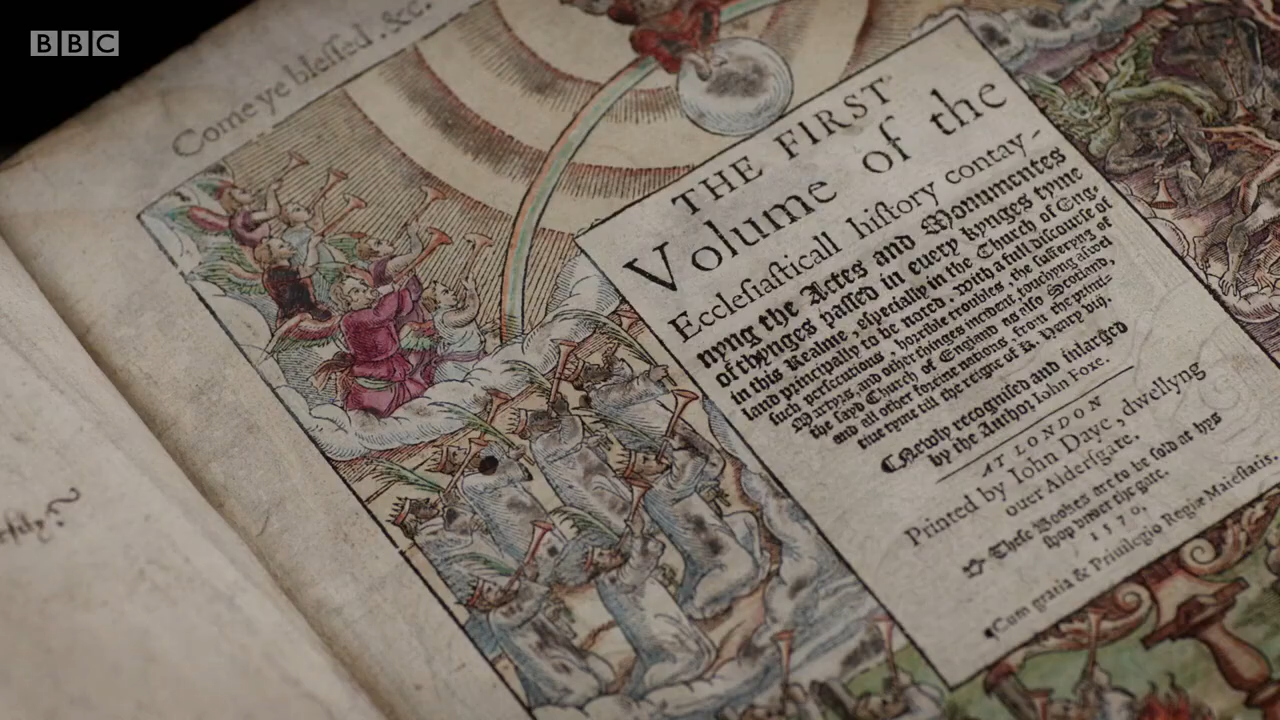 BBC
Come ye blessed, &c.
THE FIRST
Volume of the
Ecclesiasticall history contay-
nyng the Actes and Monumentes
of thynges passed in euery kynges tyme
in this Realme, especially in the Church of Eng-
land principally to be noted. with a full discourse of
such persecutions, horrible troubles, the sufferyng of
Martyrs, and other thinges incident, touchyng aswel
the sayd Church of England as also Scotland,
and all other foreine nations, from the primi-
tiue tyme till the reigne of K. Henry viij.
Newly recognised and inlarged
by the Author Iohn Foxe.
AT LONDON
Printed by Iohn Daye, dwellyng
ouer Aldersgate.
These Bookes are to be sold at hys
shop vnder the gate.
1570.
Cum gratia & Priuilegio Regiæ Maiestatis.